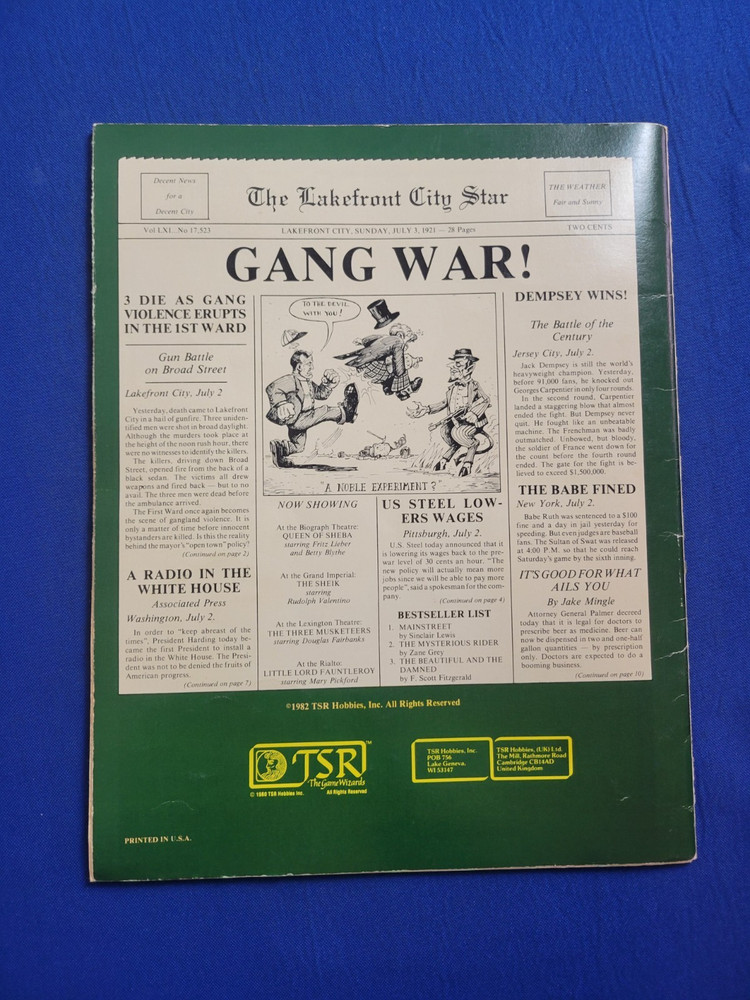 Decent News
for a
Decent City
The Lakefront City Star
THE WEATHER
Fair and Sunny
Vol LXI.. No 17,523
LAKEFRONT CITY, SUNDAY, JULY 3, 1921 — 28 Pages
TWO CENTS
GANG WAR!
3 DIE AS GANG
VIOLENCE ERUPTS
IN THE 1ST WARD
Gun Battle
on Broad Street
Lakefront City, July 2
Yesterday, death came to Lakefront
City in a hail of gunfire. Three uniden-
tified men were shot in broad daylight.
Although the murders took place at
the height of the noon rush hour, there
were no witnesses to identify the killers.
The killers, driving down Broad
Street, opened fire from the back of a
black sedan. The victims all drew
weapons and fired back — but to no
avail. The three men were dead before
the ambulance arrived.
The First Ward once again becomes
the scene of gangland violence. It is
only a matter of time before innocent
bystanders are killed. Is this the reality
behind the mayor's "open town" policy?
(Continued on page 2)
A RADIO IN THE
WHITE HOUSE
Associated Press
Washington, July 2.
In order to "keep abreast of the
times", President Harding today be-
came the first President to install a
radio in the White House. The Presi-
dent was not to be denied the fruits of
American progress.
(Continued on page 7)
TO THE DEVIL
WITH YOU!
"A NOBLE EXPERIMENT?"
NOW SHOWING
At the Biograph Theatre:
QUEEN OF SHEBA
starring Fritz Lieber
and Betty Blythe
At the Grand Imperial:
THE SHEIK
starring
Rudolph Valentino
At the Lexington Theatre:
THE THREE MUSKETEERS
starring Douglas Fairbanks
At the Rialto:
LITTLE LORD FAUNTLEROY
starring Mary Pickford
US STEEL LOW-
ERS WAGES
Pittsburgh, July 2.
U.S. Steel today announced that it
is lowering its wages back to the pre-
war level of 30 cents an hour. "The
new policy will actually mean more
jobs since we will be able to pay more
people", said a spokesman for the com-
pany.
(Continued on page 4)
BESTSELLER LIST
1. MAINSTREET
by Sinclair Lewis
2. THE MYSTERIOUS RIDER
by Zane Grey
3. THE BEAUTIFUL AND THE
DAMNED
by F. Scott Fitzgerald
DEMPSEY WINS!
The Battle of the
Century
Jersey City, July 2.
Jack Dempsey is still the world's
heavyweight champion. Yesterday,
before 91,000 fans, he knocked out
Georges Carpentier in only four rounds.
In the second round, Carpentier
landed a staggering blow that almost
ended the fight. But Dempsey never
quit. He fought like an unbeatable
machine. The Frenchman was badly
outmatched. Unbowed, but bloody,
the soldier of France went down for
the count before the fourth round
ended. The gate for the fight is be-
lieved to exceed $1,500,000.
THE BABE FINED
New York, July 2.
Babe Ruth was sentenced to a $100
fine and a day in jail yesterday for
speeding. But even judges are baseball
fans. The Sultan of Swat was released
at 4:00 P.M. so that he could reach
Saturday's game by the sixth inning.
IT'S GOOD FOR WHAT
AILS YOU
By Jake Mingle
Attorney General Palmer decreed
today that it is legal for doctors to
prescribe beer as medicine. Beer can
now be dispensed in two and one-half
gallon quantities — by prescription
only. Doctors are expected to do a
booming business.
(Continued on page 10)
©1982 TSR Hobbies, Inc. All Rights Reserved
TSR™
The Game Wizards
© 1980 TSR Hobbies Inc. All Rights Reserved
TSR Hobbies, Inc.
POB 756
Lake Geneva,
WI 53147
TSR Hobbies, (UK) Ltd.
The Mill, Rathmore Road
Cambridge CB14AD
United Kingdom
PRINTED IN U.S.A.